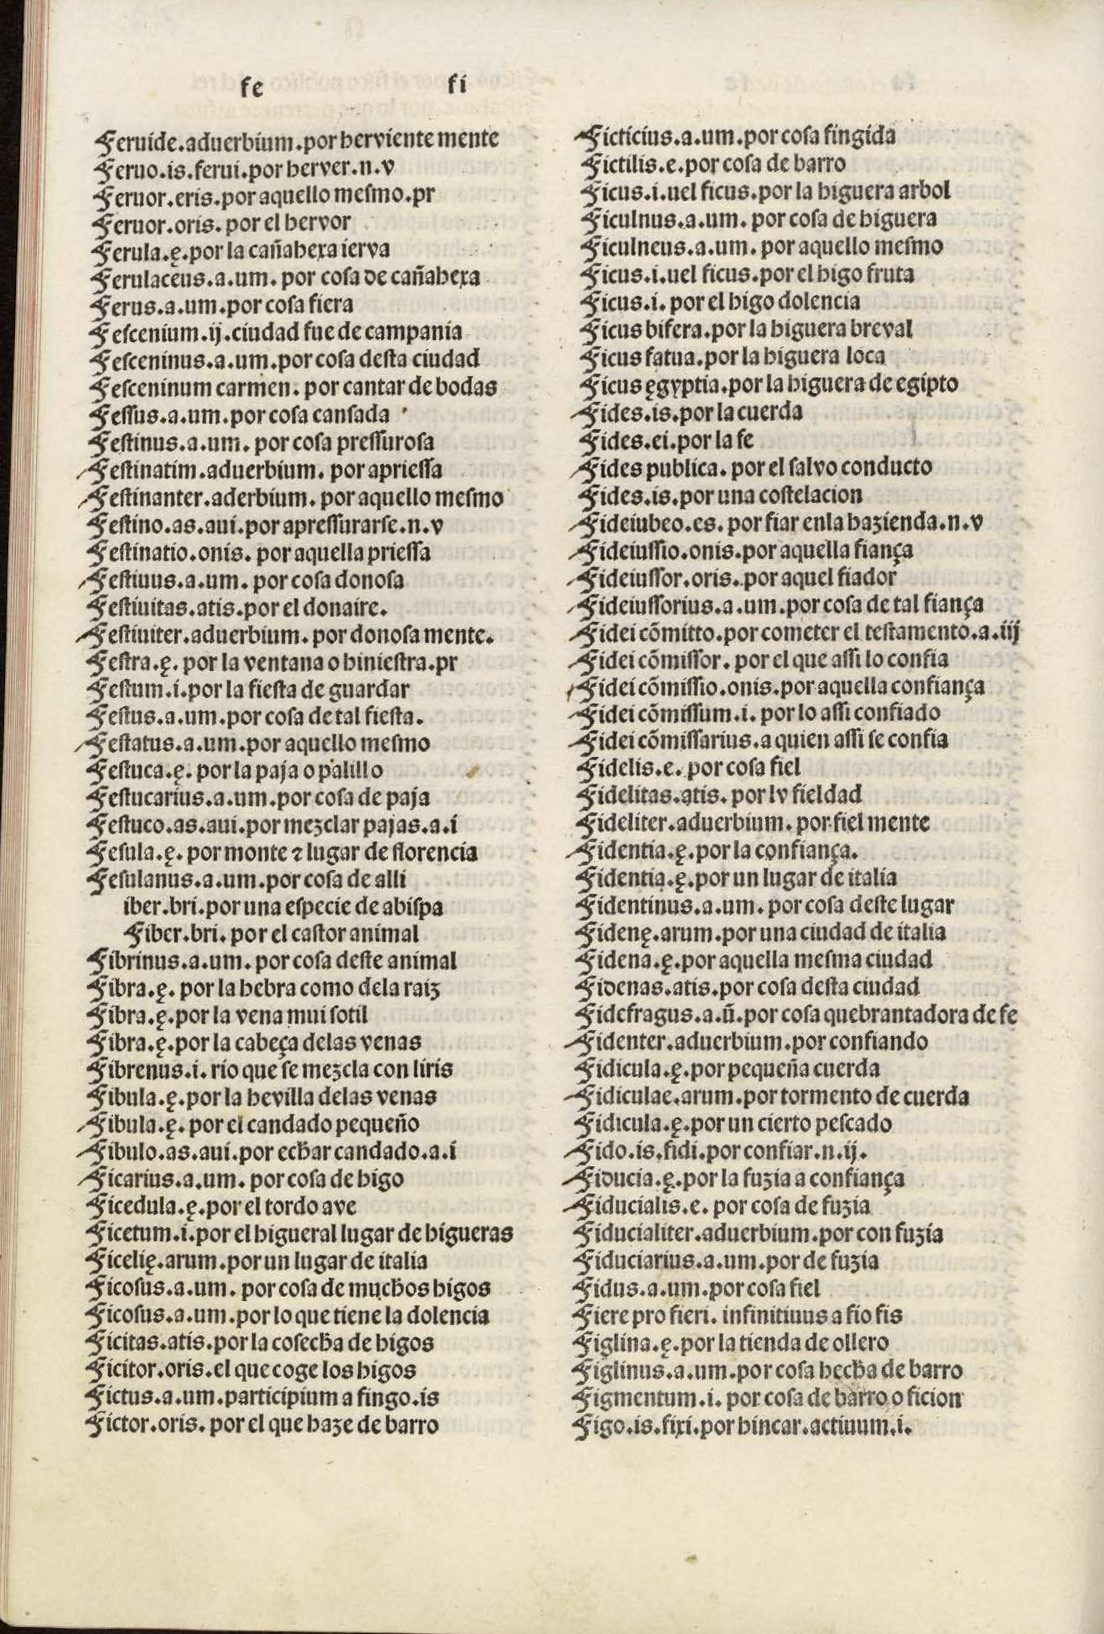 fe fi
Feruide.aduerbium.por herviente mente
Feruo.is.ferui.por herver.n.v
Feruor.eris.por aquello mesmo.pr
Feruor.oris.por el hervor
Ferula.ę.por la cañahexa ierva
Ferulaceus.a.um.por cosa de cañahexa
Ferus.a.um.por cosa fiera
Fescenium.ij.ciudad fue de campania
Fesceninus.a.um.por cosa desta ciudad
Fesceninum carmen.por cantar de bodas
Fessus.a.um.por cosa cansada
Festinus.a.um.por cosa pressurosa
Festinatim.aduerbium.por apriessa
Festinanter.aderbium.por aquello mesmo
Festino.as.aui.por apressurarse.n.v
Festinatio.onis.por aquella priessa
Festiuus.a.um.por cosa donosa
Festiuitas.atis.por el donaire.
Festiuiter.aduerbium.por donosa mente.
Festra.ę.por la ventana o hiniestra.pr
Festum.i.por la fiesta de guardar
Festus.a.um.por cosa de tal fiesta.
Festatus.a.um.por aquello mesmo
Festuca.ę.por la paja o palillo
Festucarius.a.um.por cosa de paja
Festuco.as.aui.por mezclar pajas.a.i
Fesula.ę.por monte ⁊ lugar de florencia
Fesulanus.a.um.por cosa de alli
iber.bri.por una especie de abispa
Fiber.bri.por el castor animal
Fibrinus.a.um.por cosa deste animal
Fibra.ę.por la hebra como dela raiz
Fibra.ę.por la vena mui sotil
Fibra.ę.por la cabeça delas venas
Fibrenus.i.rio que se mezcla con liris
Fibula.ę.por la hevilla delas venas
Fibula.ę.por el candado pequeño
Fibulo.as.aui.por echar candado.a.i
Ficarius.a.um.por cosa de higo
Ficedula.ę.por el tordo ave
Ficetum.i.por el higueral lugar de higueras
Ficelię.arum.por un lugar de italia
Ficosus.a.um.por cosa de muchos higos
Ficosus.a.um.por lo que tiene la dolencia
Ficitas.atis.por la cosecha de higos
Ficitor.oris.el que coge los higos
Fictus.a.um.participium a fingo.is
Fictor.oris.por el que haze de barro
Ficticius.a.um.por cosa fingida
Fictilis.e.por cosa de barro
Ficus.i.uel ficus.por la higuera arbol
Ficulnus.a.um.por cosa de higuera
Ficulneus.a.um.por aquello mesmo
Ficus.i.uel ficus.por el higo fruta
Ficus.i.por el higo dolencia
Ficus bifera.por la higuera breval
Ficus fatua.por la higuera loca
Ficus ęgyptia.por la higuera de egipto
Fides.is.por la cuerda
Fides.ei.por la fe
Fides publica.por el salvo conducto
Fides.is.por una costelacion
Fideiubeo.es.por fiar enla hazienda.n.v
Fideiussio.onis.por aquella fiança
Fideiussor.oris.por aquel fiador
Fideiussorius.a.um.por cosa de tal fiança
Fidei cõmitto.por cometer el testamento.a.iij
Fidei cõmissor.por el que assi lo confia
Fidei cõmissio.onis.por aquella confiança
Fidei cõmissum.i.por lo assi confiado
Fidei cõmissarius.a quien assi se confia
Fidelis.e.por cosa fiel
Fidelitas.atis.por lv fieldad
Fideliter.aduerbium.por fiel mente
Fidentia.ę.por la confiança.
Fidentia.ę.por un lugar de italia
Fidentinus.a.um.por cosa deste lugar
Fidenę.arum.por una ciudad de italia
Fidena.ę.por aquella mesma ciudad
Fidenas.atis.por cosa desta ciudad
Fidefragus.a.ũ.por cosa quebrantadora de fe
Fidenter.aduerbium.por confiando
Fidicula.ę.por pequeña cuerda
Fidiculae.arum.por tormento de cuerda
Fidicula.ę.por un cierto pescado
Fido.is.fidi.por confiar.n.ij.
Fiducia.ę.por la fuzia a confiança
Fiducialis.e.por cosa de fuzia
Fiducialiter.aduerbium.por con fuzia
Fiduciarius.a.um.por de fuzia
Fidus.a.um.por cosa fiel
Fiere pro fieri.infinitiuus a fio fis
Figlina.ę.por la tienda de ollero
Figlinus.a.um.por cosa hecha de barro
Figmentum.i.por cosa de barro o ficion
Figo.is.fixi.por hincar.actiuum.i.